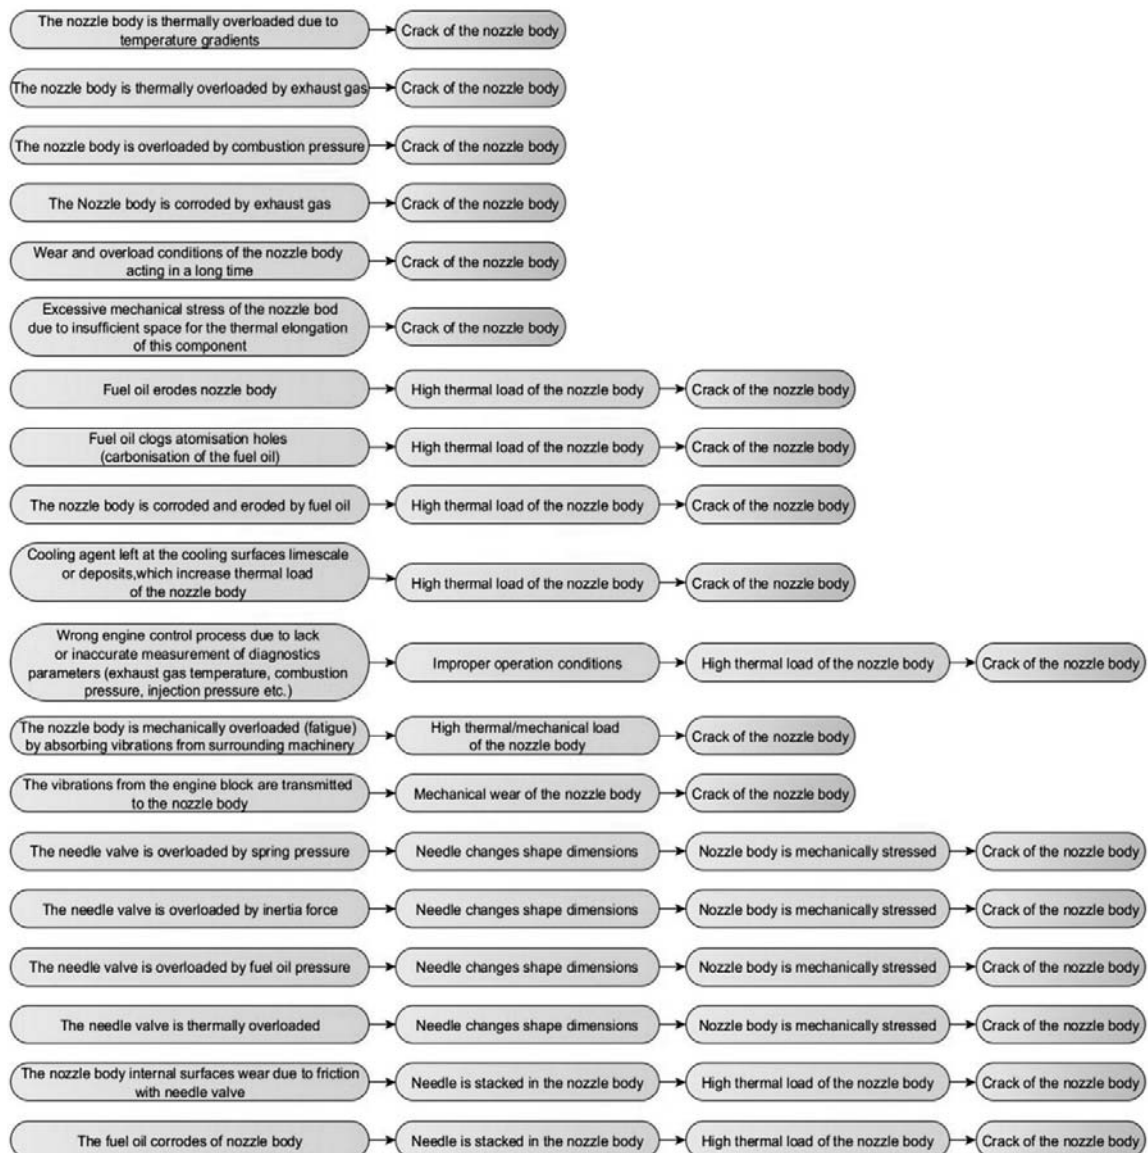 The nozzle body is thermally overloaded due to
temperature gradients
Crack of the nozzle body
The nozzle body is thermally overloaded by exhaust gas
Crack of the nozzle body
The nozzle body is overloaded by combustion pressure
Crack of the nozzle body
The Nozzle body is corroded by exhaust gas
Crack of the nozzle body
Wear and overload conditions of the nozzle body
acting in a long time
Crack of the nozzle body
Excessive mechanical stress of the nozzle bod
due to insufficient space for the thermal elongation
of this component
Crack of the nozzle body
Fuel oil erodes nozzle body
High thermal load of the nozzle body
Crack of the nozzle body
Fuel oil clogs atomisation holes
(carbonisation of the fuel oil)
High thermal load of the nozzle body
Crack of the nozzle body
The nozzle body is corroded and eroded by fuel oil
High thermal load of the nozzle body
Crack of the nozzle body
Cooling agent left at the cooling surfaces limescale
or deposits,which increase thermal load
of the nozzle body
High thermal load of the nozzle body
Crack of the nozzle body
Wrong engine control process due to lack
or inaccurate measurement of diagnostics
parameters (exhaust gas temperature, combustion
pressure, injection pressure etc.)
Improper operation conditions
High thermal load of the nozzle body
Crack of the nozzle body
The nozzle body is mechanically overloaded (fatigue)
by absorbing vibrations from surrounding machinery
High thermal/mechanical load
of the nozzle body
Crack of the nozzle body
The vibrations from the engine block are transmitted
to the nozzle body
Mechanical wear of the nozzle body
Crack of the nozzle body
The needle valve is overloaded by spring pressure
Needle changes shape dimensions
Nozzle body is mechanically stressed
Crack of the nozzle body
The needle valve is overloaded by inertia force
Needle changes shape dimensions
Nozzle body is mechanically stressed
Crack of the nozzle body
The needle valve is overloaded by fuel oil pressure
Needle changes shape dimensions
Nozzle body is mechanically stressed
Crack of the nozzle body
The needle valve is thermally overloaded
Needle changes shape dimensions
Nozzle body is mechanically stressed
Crack of the nozzle body
The nozzle body internal surfaces wear due to friction
with needle valve
Needle is stacked in the nozzle body
High thermal load of the nozzle body
Crack of the nozzle body
The fuel oil corrodes of nozzle body
Needle is stacked in the nozzle body
High thermal load of the nozzle body
Crack of the nozzle body